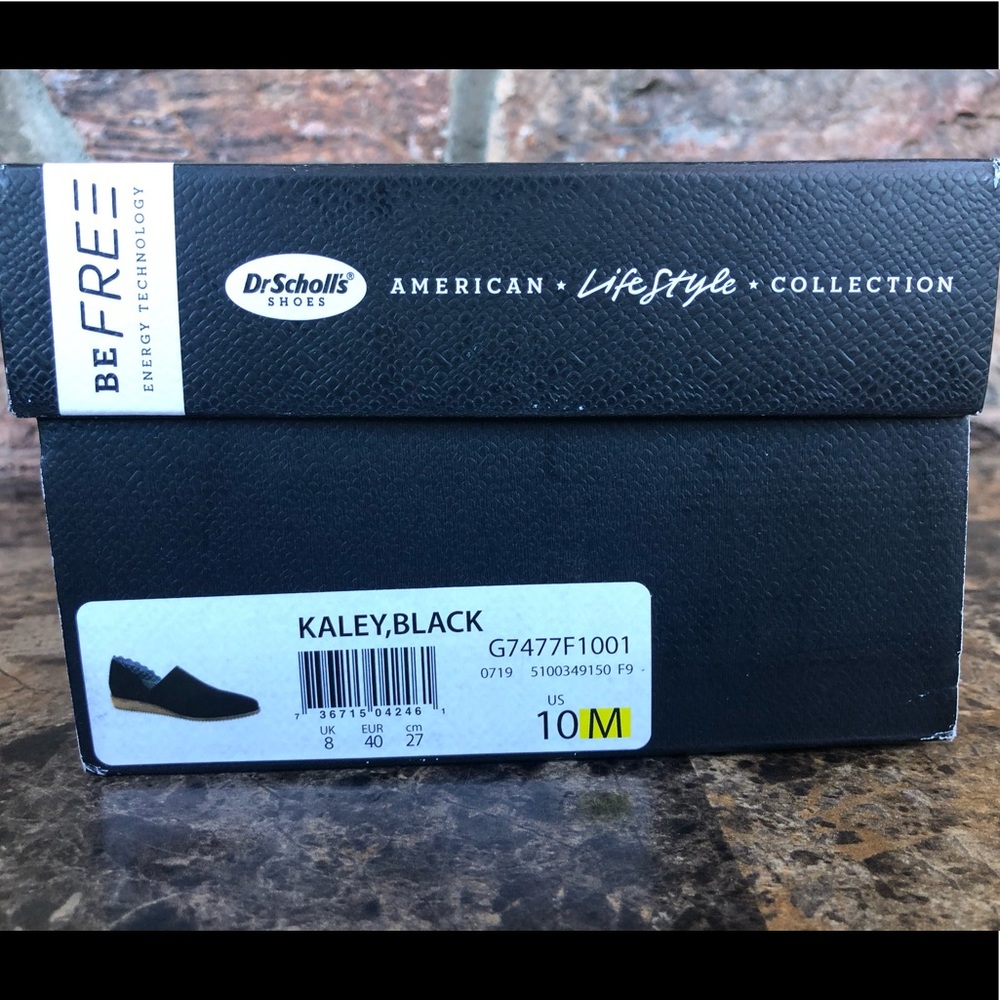 BE FREE
ENERGY TECHNOLOGY
Dr Scholl's®
SHOES
AMERICAN ★ LifeStyle ★ COLLECTION
KALEY,BLACK
G7477F1001
0719 5100349150 F9 -
7 36715 04246 1
UK EUR cm
8 40 27
US
10 M